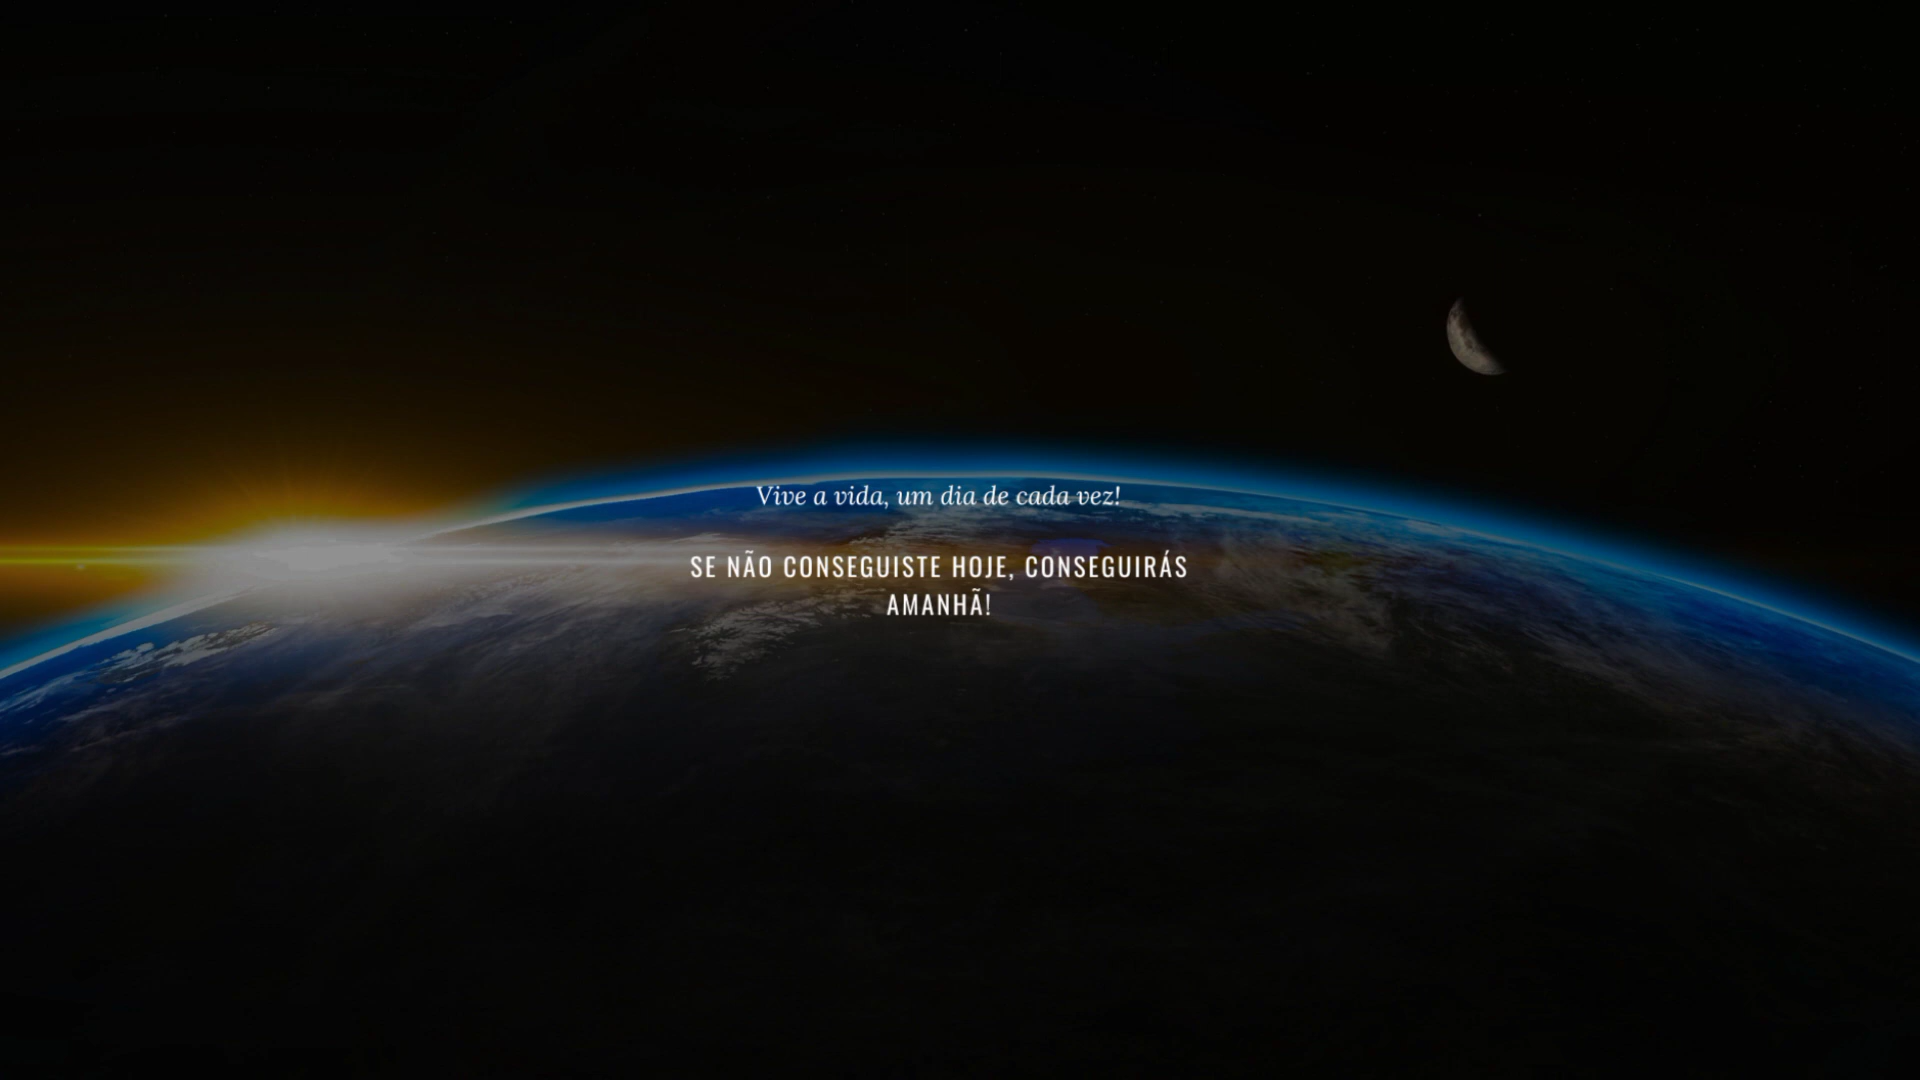 Vive a vida, um dia de cada vez!
SE NÃO CONSEGUISTE HOJE, CONSEGUIRÁS
AMANHÃ!